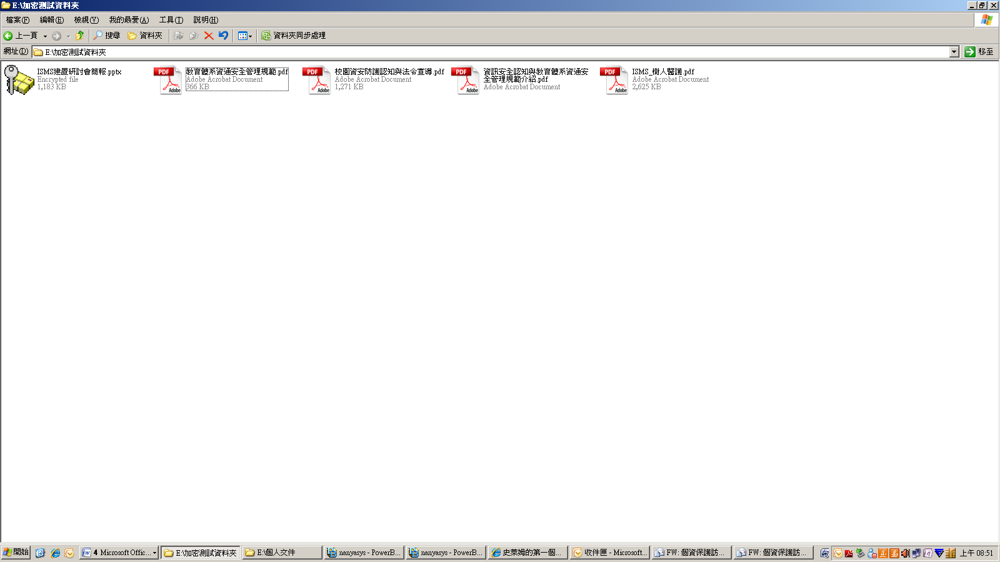 E:\加密測試資料夾
檔案(F) 編輯(E) 檢視(V) 我的最愛(A) 工具(T) 說明(H)
上一頁 搜尋 資料夾 資料夾同步處理
網址(D) E:\加密測試資料夾 移至
ISMS建置研討會簡報.pptx
Encrypted file
1,183 KB
PDF
Adobe
教育體系資通安全管理規範.pdf
Adobe Acrobat Document
366 KB
PDF
Adobe
校園資安防護認知與法令宣導.pdf
Adobe Acrobat Document
1,271 KB
PDF
Adobe
資訊安全認知與教育體系資通安
全管理規範介紹.pdf
Adobe Acrobat Document
PDF
Adobe
ISMS_樹人醫護.pdf
Adobe Acrobat Document
2,625 KB
開始 4 Microsoft Offic... E:\加密測試資料夾 E:\個人文件 nanyasys - PowerB... nanyasys - PowerB... 史萊姆的第一個... 收件匣 - Microsoft... FW: 個資保護訪... FW: 個資保護訪... 上午 08:51